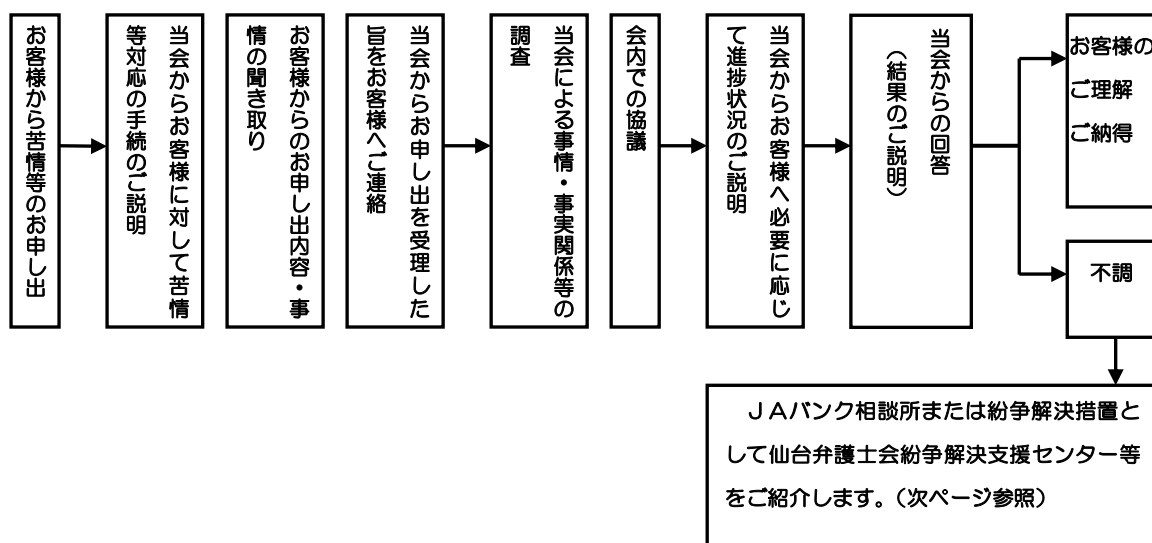 お客様から苦情等のお申し出
当会からお客様に対して苦情
等対応の手続のご説明
お客様からのお申し出内容・事
情の聞き取り
当会からお申し出を受理した
旨をお客様へご連絡
当会による事情・事実関係等の
調査
会内での協議
当会からお客様へ必要に応じ
て進捗状況のご説明
当会からの回答
（結果のご説明）
お客様の
ご理解
ご納得
不調
ＪＡバンク相談所または紛争解決措置と
して仙台弁護士会紛争解決支援センター等
をご紹介します。（次ページ参照）